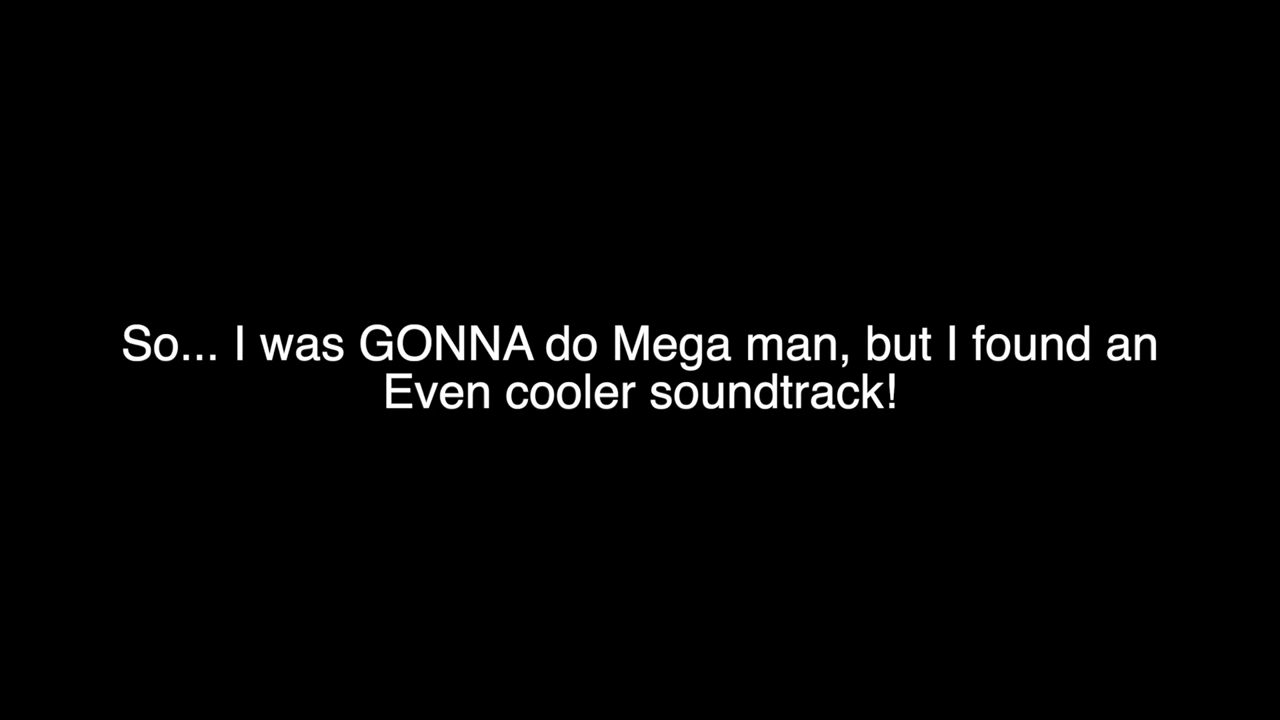 So... I was GONNA do Mega man, but I found an
Even cooler soundtrack!